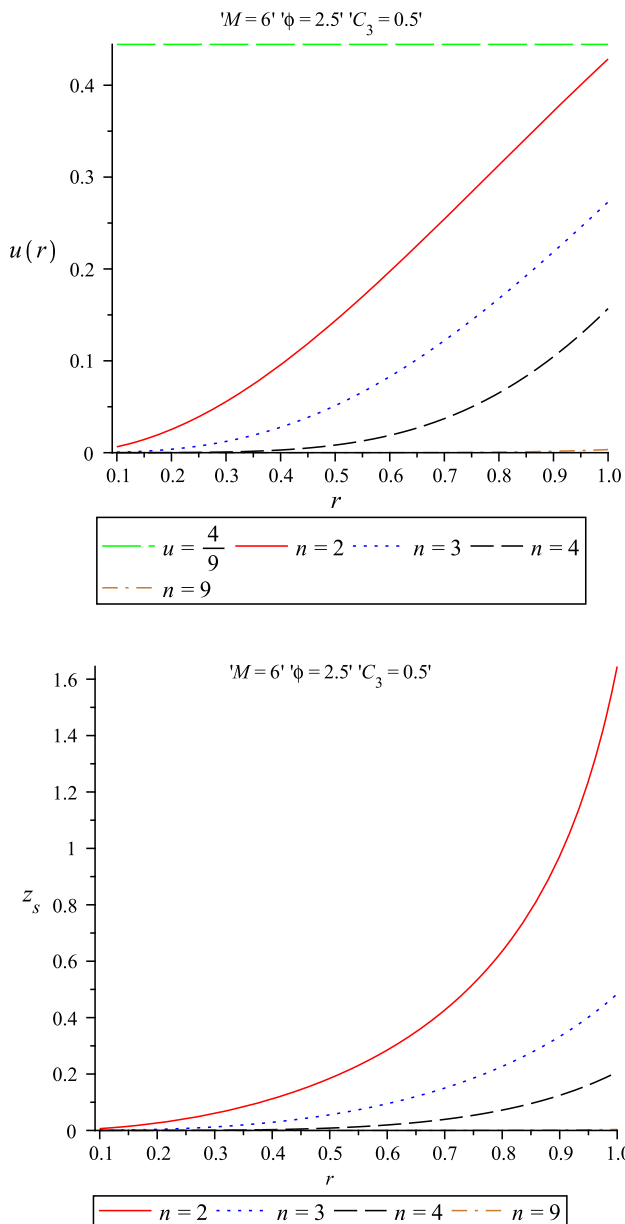 'M = 6' 'ϕ = 2.5' 'C₃ = 0.5'
0.4
0.3
u(r)
0.2
0.1
0
0.1 0.2 0.3 0.4 0.5 0.6 0.7 0.8 0.9 1.0
r
u = 4/9 n = 2 n = 3 n = 4
n = 9
'M = 6' 'ϕ = 2.5' 'C₃ = 0.5'
1.6
1.4
1.2
1
z_s
0.8
0.6
0.4
0.2
0
0.1 0.2 0.3 0.4 0.5 0.6 0.7 0.8 0.9 1.0
r
n = 2 n = 3 n = 4 n = 9